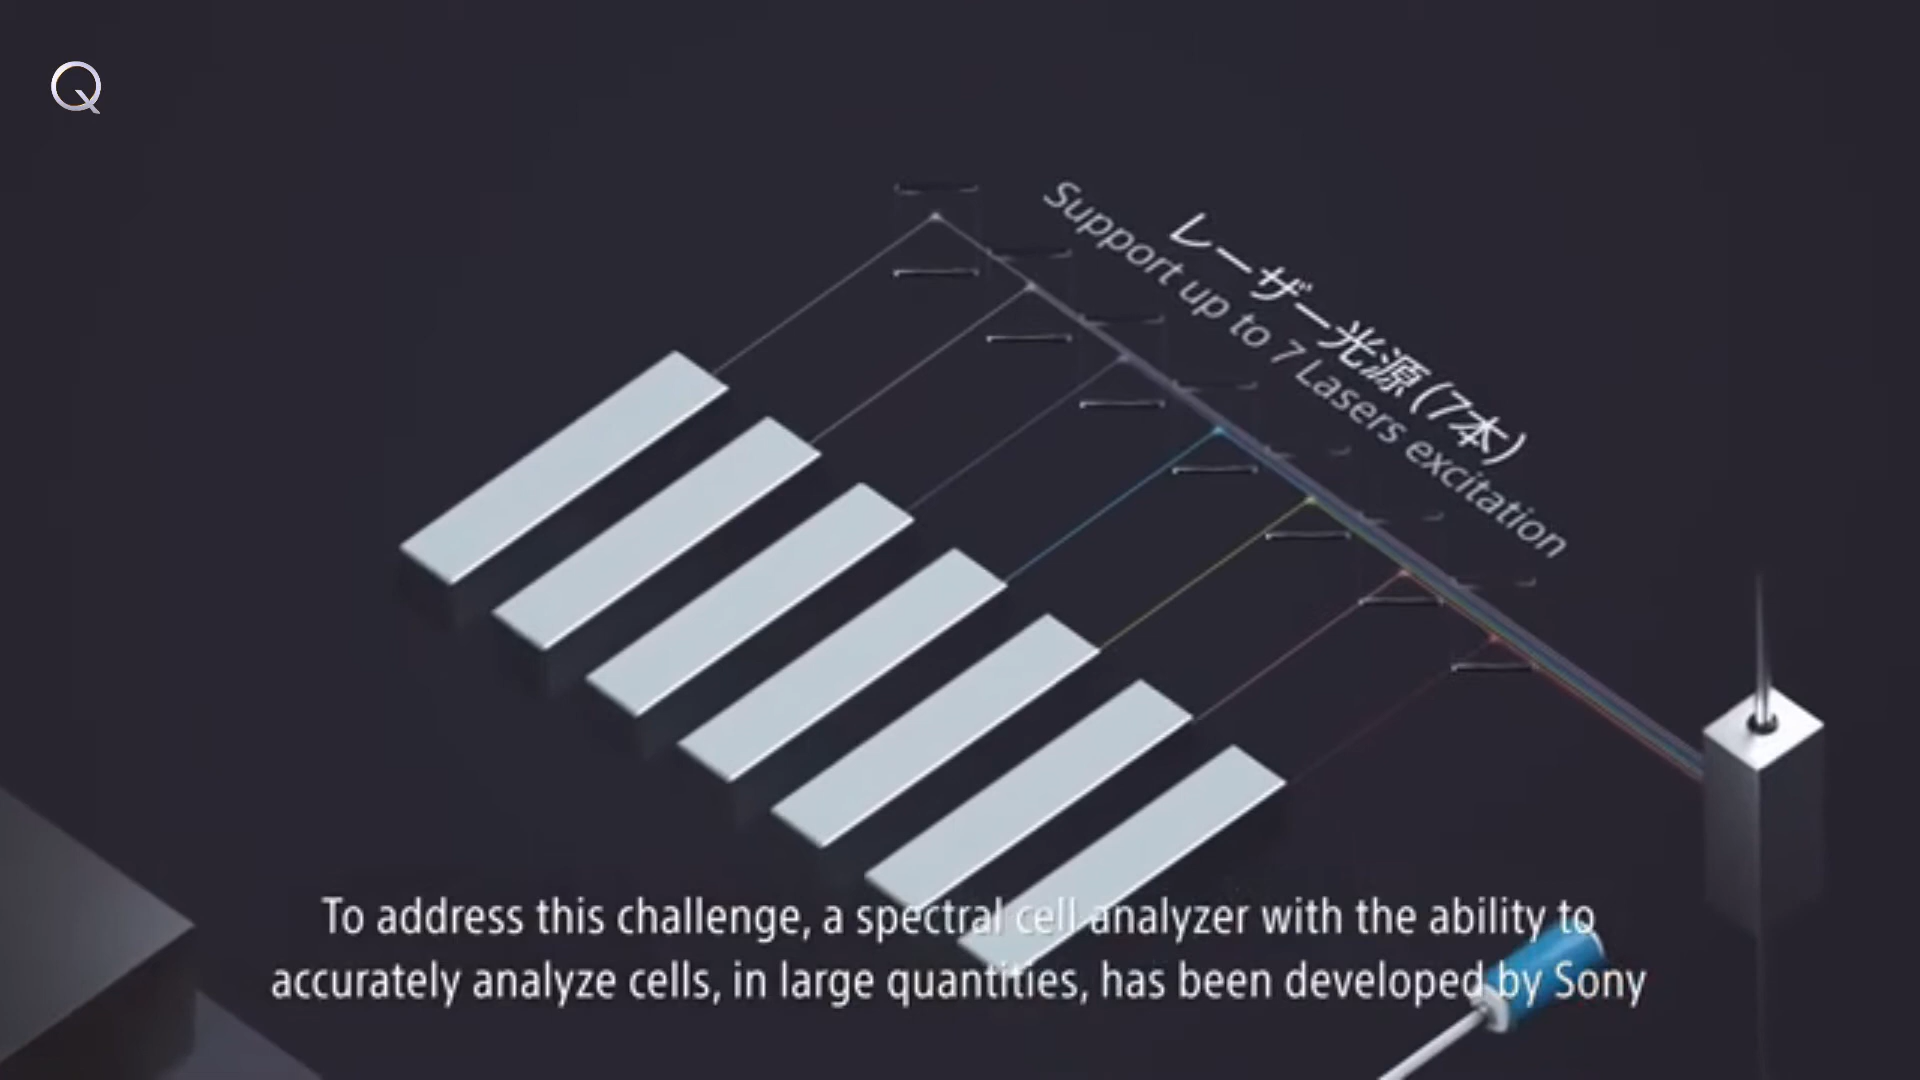 Q
レーザー光源(7本)
Support up to 7 Lasers excitation
To address this challenge, a spectral cell analyzer with the ability to
accurately analyze cells, in large quantities, has been developed by Sony